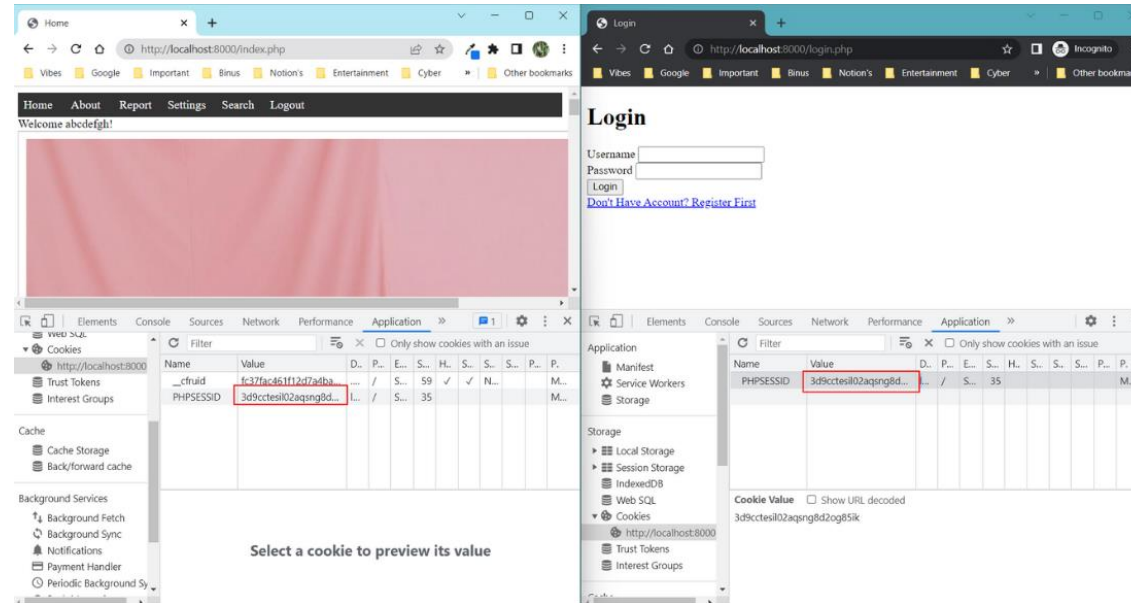 Home
http://localhost:8000/index.php
Vibes Google Important Binus Notion's Entertainment Cyber » Other bookmarks
Home About Report Settings Search Logout
Welcome abcdefgh!
Elements Console Sources Network Performance Application » 1
Web SQL
Cookies
http://localhost:8000
Trust Tokens
Interest Groups
Cache
Cache Storage
Back/forward cache
Background Services
Background Fetch
Background Sync
Notifications
Payment Handler
Periodic Background Sy
Filter Only show cookies with an issue
Name Value D.. P... E... S... H.. S... S... S... P... P.
__cfruid fc37fac461f12d7a4ba... .... / S... 59 ✓ ✓ N... M...
PHPSESSID 3d9cctesil02aqsng8d... l... / S... 35 M...
Select a cookie to preview its value
Login
http://localhost:8000/login.php Incognito
Vibes Google Important Binus Notion's Entertainment Cyber » Other bookma
Login
Username
Password
Login
Don't Have Account? Register First
Elements Console Sources Network Performance Application »
Application
Manifest
Service Workers
Storage
Storage
Local Storage
Session Storage
IndexedDB
Web SQL
Cookies
http://localhost:8000
Trust Tokens
Interest Groups
Filter Only show cookies with an issue
Name Value D.. P... E... S... H.. S... S... S... P... P.
PHPSESSID 3d9cctesil02aqsng8d... l... / S... 35 M.
Cookie Value Show URL decoded
3d9cctesil02aqsng8d2og85ik